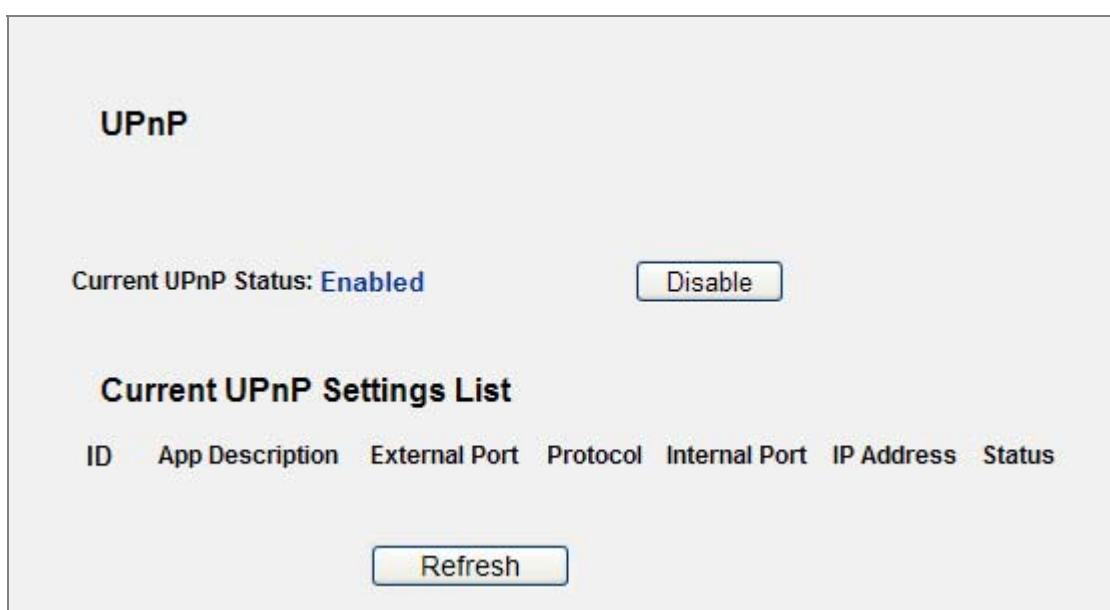 UPnP
Current UPnP Status: Enabled Disable
Current UPnP Settings List
ID App Description External Port Protocol Internal Port IP Address Status
Refresh